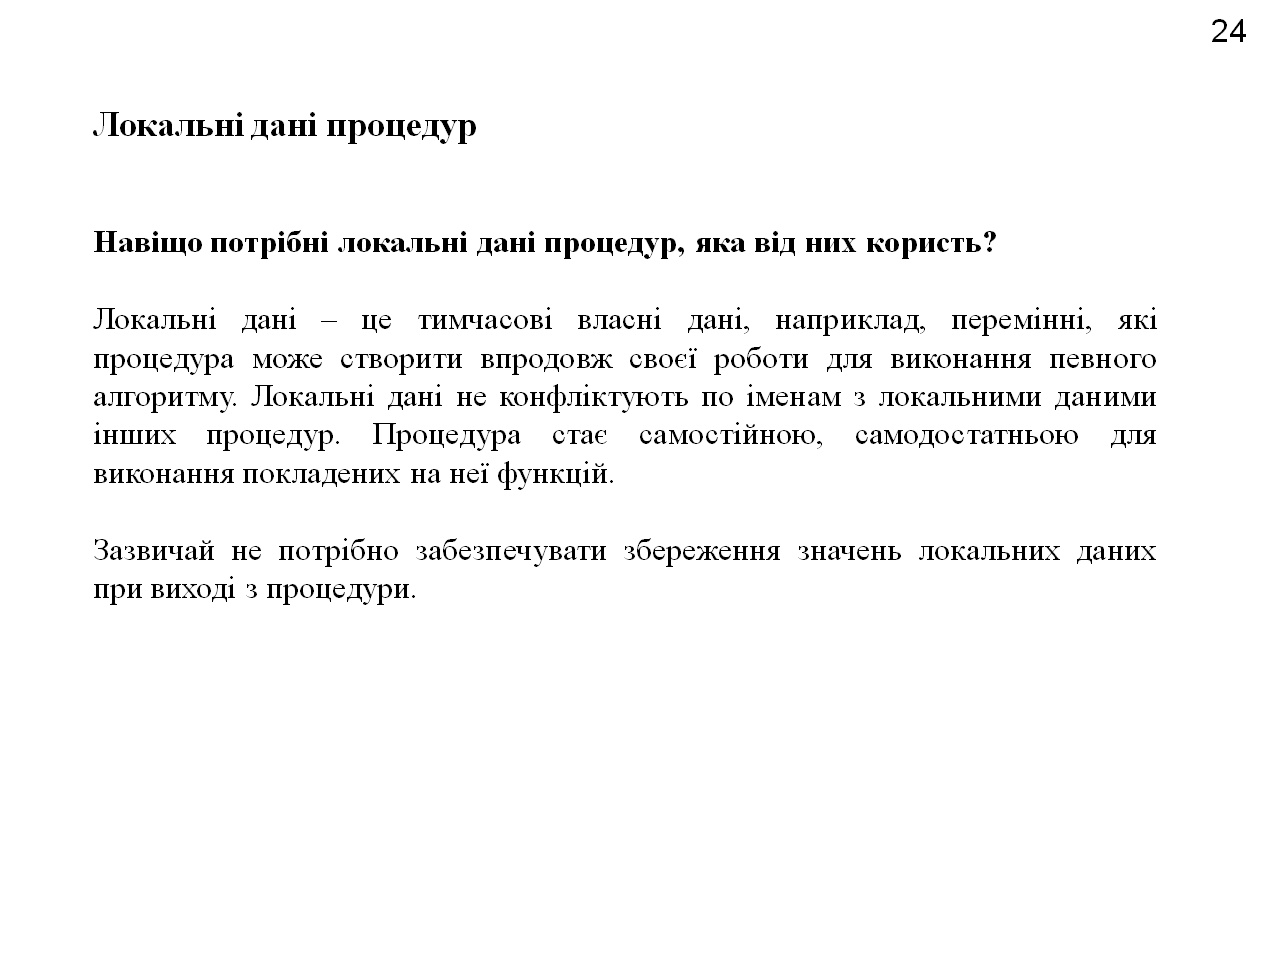 24
Локальні дані процедур
Навіщо потрібні локальні дані процедур, яка від них користь?
Локальні дані – це тимчасові власні дані, наприклад, перемінні, які
процедура може створити впродовж своєї роботи для виконання певного
алгоритму. Локальні дані не конфліктують по іменам з локальними даними
інших процедур. Процедура стає самостійною, самодостатньою для
виконання покладених на неї функцій.
Зазвичай не потрібно забезпечувати збереження значень локальних даних
при виході з процедури.